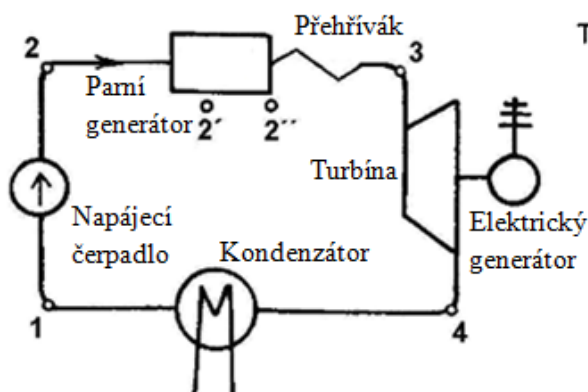 Přehřívák
2
3
T
Parní
generátor
2´
2´´
Turbína
Napájecí
čerpadlo
Kondenzátor
Elektrický
generátor
1
4